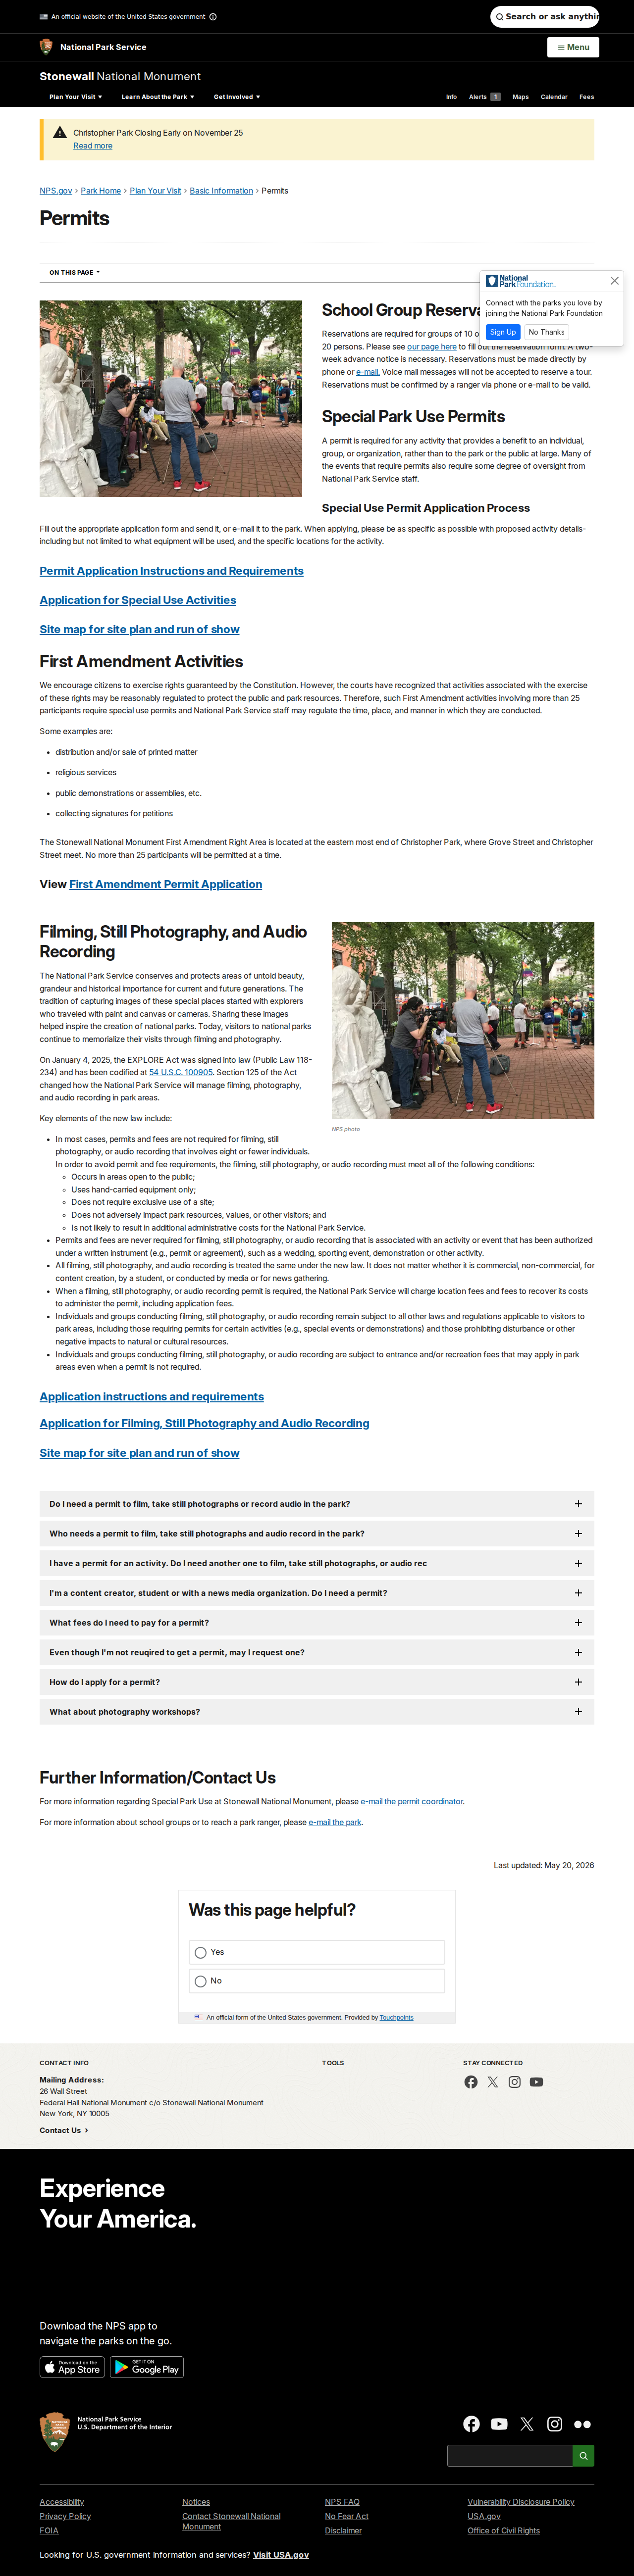 An official website of the United States government
Search or ask anythin
National Park Service
Menu
Stonewall National Monument
Plan Your Visit
Learn About the Park
Get Involved
Info
Alerts 1
Maps
Calendar
Fees
Christopher Park Closing Early on November 25
Read more
NPS.gov › Park Home › Plan Your Visit › Basic Information › Permits
Permits
ON THIS PAGE
National Park Foundation
Connect with the parks you love by
joining the National Park Foundation
Sign Up
No Thanks
School Group Reserva
Reservations are required for groups of 10 o
20 persons. Please see our page here to fill out the reservation form. A two-
week advance notice is necessary. Reservations must be made directly by
phone or e-mail. Voice mail messages will not be accepted to reserve a tour.
Reservations must be confirmed by a ranger via phone or e-mail to be valid.
Special Park Use Permits
A permit is required for any activity that provides a benefit to an individual,
group, or organization, rather than to the park or the public at large. Many of
the events that require permits also require some degree of oversight from
National Park Service staff.
Special Use Permit Application Process
Fill out the appropriate application form and send it, or e-mail it to the park. When applying, please be as specific as possible with proposed activity details-
including but not limited to what equipment will be used, and the specific locations for the activity.
Permit Application Instructions and Requirements
Application for Special Use Activities
Site map for site plan and run of show
First Amendment Activities
We encourage citizens to exercise rights guaranteed by the Constitution. However, the courts have recognized that activities associated with the exercise
of these rights may be reasonably regulated to protect the public and park resources. Therefore, such First Amendment activities involving more than 25
participants require special use permits and National Park Service staff may regulate the time, place, and manner in which they are conducted.
Some examples are:
• distribution and/or sale of printed matter
• religious services
• public demonstrations or assemblies, etc.
• collecting signatures for petitions
The Stonewall National Monument First Amendment Right Area is located at the eastern most end of Christopher Park, where Grove Street and Christopher
Street meet. No more than 25 participants will be permitted at a time.
View First Amendment Permit Application
Filming, Still Photography, and Audio
Recording
The National Park Service conserves and protects areas of untold beauty,
grandeur and historical importance for current and future generations. The
tradition of capturing images of these special places started with explorers
who traveled with paint and canvas or cameras. Sharing these images
helped inspire the creation of national parks. Today, visitors to national parks
continue to memorialize their visits through filming and photography.
On January 4, 2025, the EXPLORE Act was signed into law (Public Law 118-
234) and has been codified at 54 U.S.C. 100905. Section 125 of the Act
changed how the National Park Service will manage filming, photography,
and audio recording in park areas.
NPS photo
Key elements of the new law include:
• In most cases, permits and fees are not required for filming, still
photography, or audio recording that involves eight or fewer individuals.
In order to avoid permit and fee requirements, the filming, still photography, or audio recording must meet all of the following conditions:
◦ Occurs in areas open to the public;
◦ Uses hand-carried equipment only;
◦ Does not require exclusive use of a site;
◦ Does not adversely impact park resources, values, or other visitors; and
◦ Is not likely to result in additional administrative costs for the National Park Service.
• Permits and fees are never required for filming, still photography, or audio recording that is associated with an activity or event that has been authorized
under a written instrument (e.g., permit or agreement), such as a wedding, sporting event, demonstration or other activity.
• All filming, still photography, and audio recording is treated the same under the new law. It does not matter whether it is commercial, non-commercial, for
content creation, by a student, or conducted by media or for news gathering.
• When a filming, still photography, or audio recording permit is required, the National Park Service will charge location fees and fees to recover its costs
to administer the permit, including application fees.
• Individuals and groups conducting filming, still photography, or audio recording remain subject to all other laws and regulations applicable to visitors to
park areas, including those requiring permits for certain activities (e.g., special events or demonstrations) and those prohibiting disturbance or other
negative impacts to natural or cultural resources.
• Individuals and groups conducting filming, still photography, or audio recording are subject to entrance and/or recreation fees that may apply in park
areas even when a permit is not required.
Application instructions and requirements
Application for Filming, Still Photography and Audio Recording
Site map for site plan and run of show
Do I need a permit to film, take still photographs or record audio in the park?
Who needs a permit to film, take still photographs and audio record in the park?
I have a permit for an activity. Do I need another one to film, take still photographs, or audio rec
I'm a content creator, student or with a news media organization. Do I need a permit?
What fees do I need to pay for a permit?
Even though I'm not reuqired to get a permit, may I request one?
How do I apply for a permit?
What about photography workshops?
Further Information/Contact Us
For more information regarding Special Park Use at Stonewall National Monument, please e-mail the permit coordinator.
For more information about school groups or to reach a park ranger, please e-mail the park.
Last updated: May 20, 2026
Was this page helpful?
Yes
No
An official form of the United States government. Provided by Touchpoints
CONTACT INFO
Mailing Address:
26 Wall Street
Federal Hall National Monument c/o Stonewall National Monument
New York, NY 10005
Contact Us
TOOLS
STAY CONNECTED
Experience
Your America.
Download the NPS app to
navigate the parks on the go.
Download on the App Store
GET IT ON Google Play
National Park Service
U.S. Department of the Interior
Accessibility
Privacy Policy
FOIA
Notices
Contact Stonewall National
Monument
NPS FAQ
No Fear Act
Disclaimer
Vulnerability Disclosure Policy
USA.gov
Office of Civil Rights
Looking for U.S. government information and services? Visit USA.gov